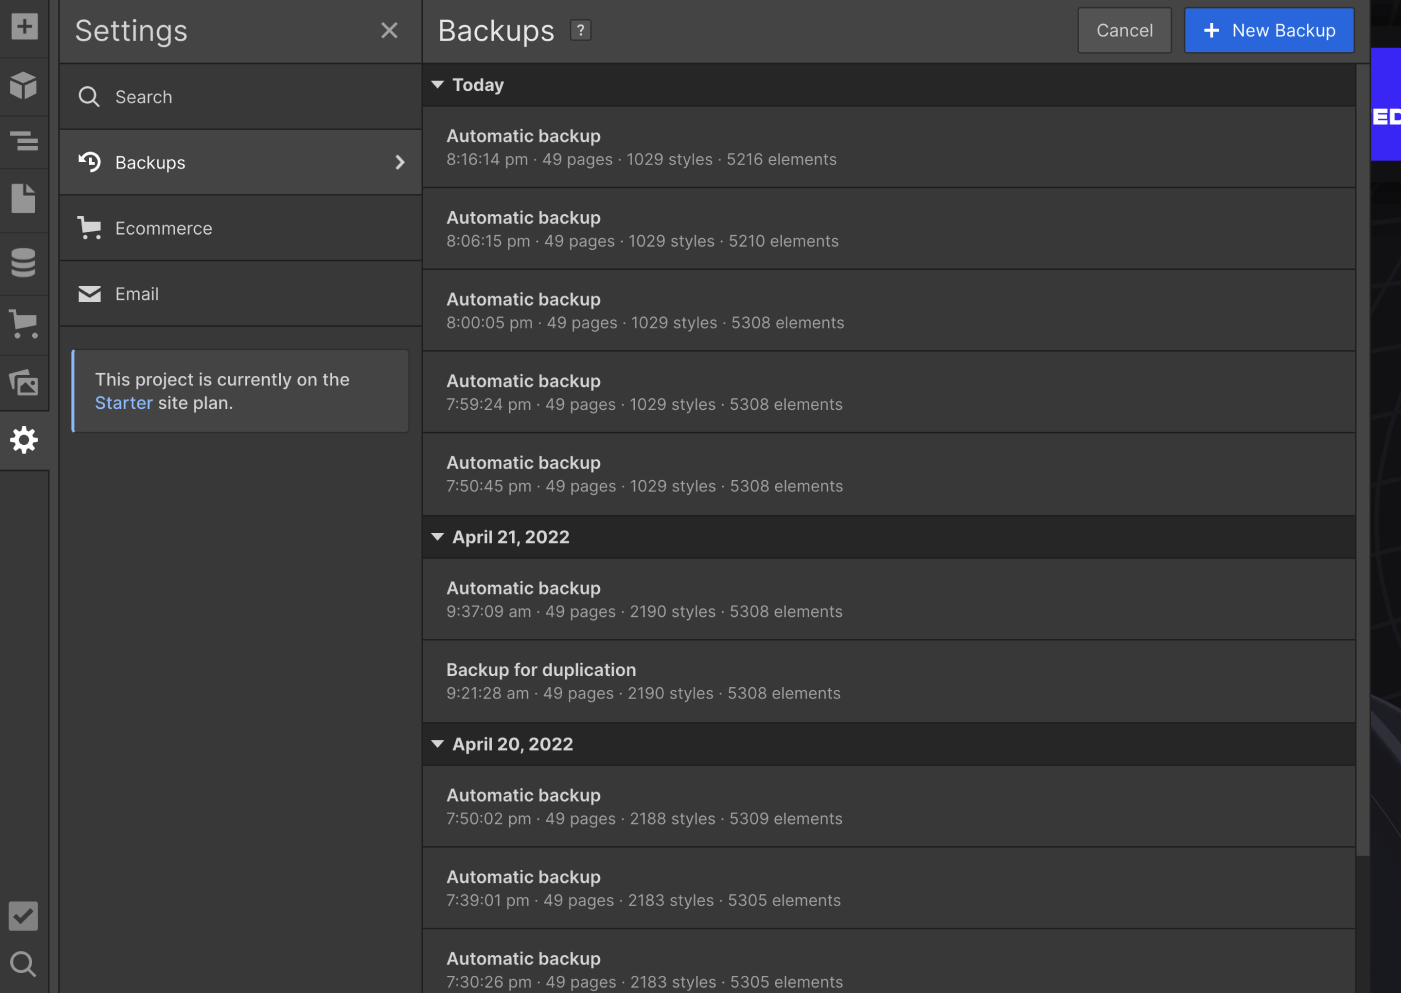 Settings
Search
Backups
Ecommerce
Email
This project is currently on the
Starter site plan.
Backups ?
Cancel
+ New Backup
Today
Automatic backup
8:16:14 pm · 49 pages · 1029 styles · 5216 elements
Automatic backup
8:06:15 pm · 49 pages · 1029 styles · 5210 elements
Automatic backup
8:00:05 pm · 49 pages · 1029 styles · 5308 elements
Automatic backup
7:59:24 pm · 49 pages · 1029 styles · 5308 elements
Automatic backup
7:50:45 pm · 49 pages · 1029 styles · 5308 elements
April 21, 2022
Automatic backup
9:37:09 am · 49 pages · 2190 styles · 5308 elements
Backup for duplication
9:21:28 am · 49 pages · 2190 styles · 5308 elements
April 20, 2022
Automatic backup
7:50:02 pm · 49 pages · 2188 styles · 5309 elements
Automatic backup
7:39:01 pm · 49 pages · 2183 styles · 5305 elements
Automatic backup
7:30:26 pm · 49 pages · 2183 styles · 5305 elements